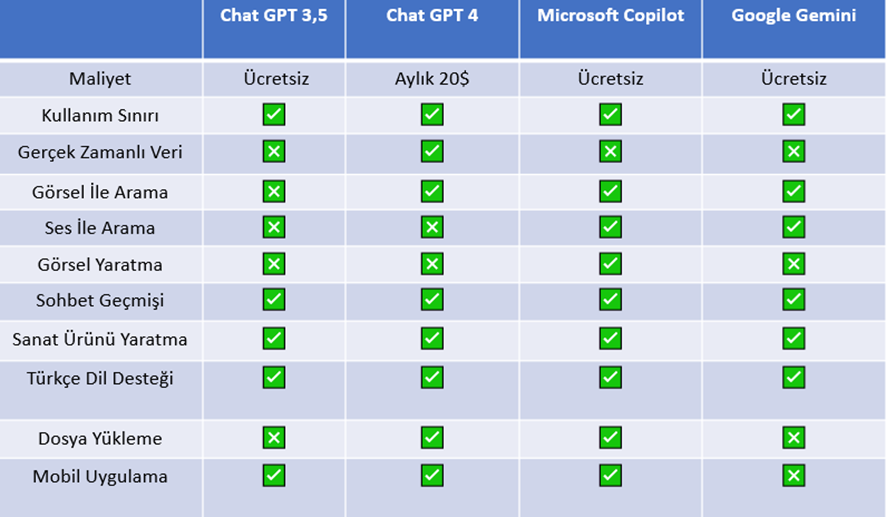 Chat GPT 3,5 Chat GPT 4 Microsoft Copilot Google Gemini
Maliyet Ücretsiz Aylık 20$ Ücretsiz Ücretsiz
Kullanım Sınırı ✅ ✅ ✅ ✅
Gerçek Zamanlı Veri ❎ ✅ ❎ ❎
Görsel İle Arama ❎ ✅ ✅ ✅
Ses İle Arama ❎ ❎ ✅ ✅
Görsel Yaratma ❎ ❎ ✅ ❎
Sohbet Geçmişi ✅ ✅ ✅ ✅
Sanat Ürünü Yaratma ✅ ✅ ✅ ✅
Türkçe Dil Desteği ✅ ✅ ✅ ✅
Dosya Yükleme ❎ ✅ ✅ ❎
Mobil Uygulama ✅ ✅ ✅ ❎